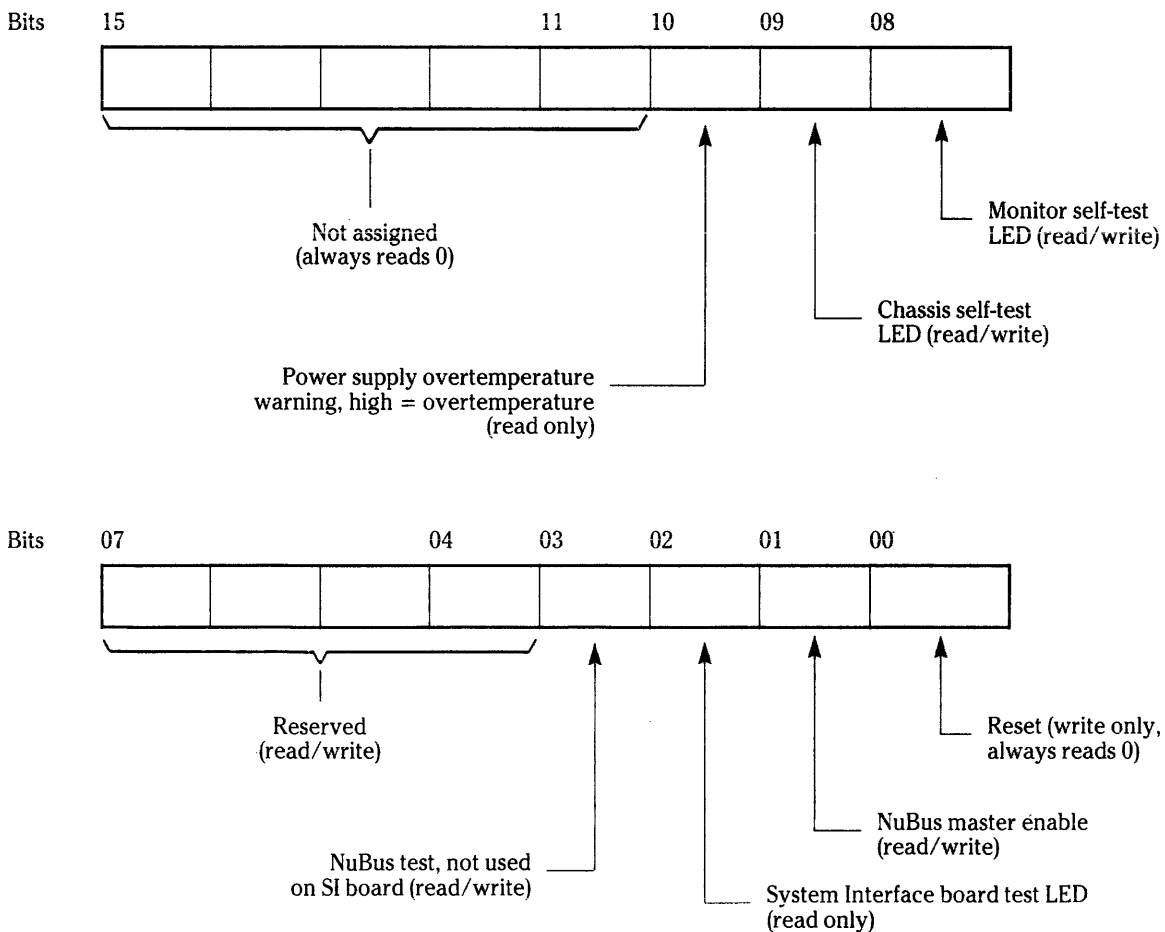 Bits 15 11 10 09 08
Not assigned
(always reads 0)
Monitor self-test
LED (read/write)
Chassis self-test
LED (read/write)
Power supply overtemperature
warning, high = overtemperature
(read only)
Bits 07 04 03 02 01 00
Reserved
(read/write)
Reset (write only,
always reads 0)
NuBus master enable
(read/write)
NuBus test, not used
on SI board (read/write)
System Interface board test LED
(read only)